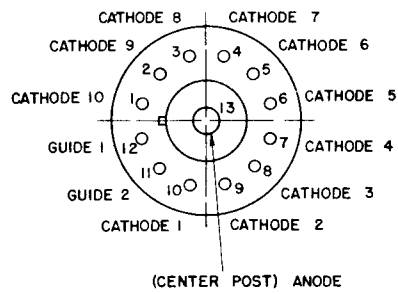 CATHODE 8 CATHODE 7
CATHODE 9 CATHODE 6
3 4
2 5
CATHODE 10 1 6 CATHODE 5
13
GUIDE 1 12 7 CATHODE 4
11 8
GUIDE 2 10 9 CATHODE 3
CATHODE 1 CATHODE 2
(CENTER POST) ANODE